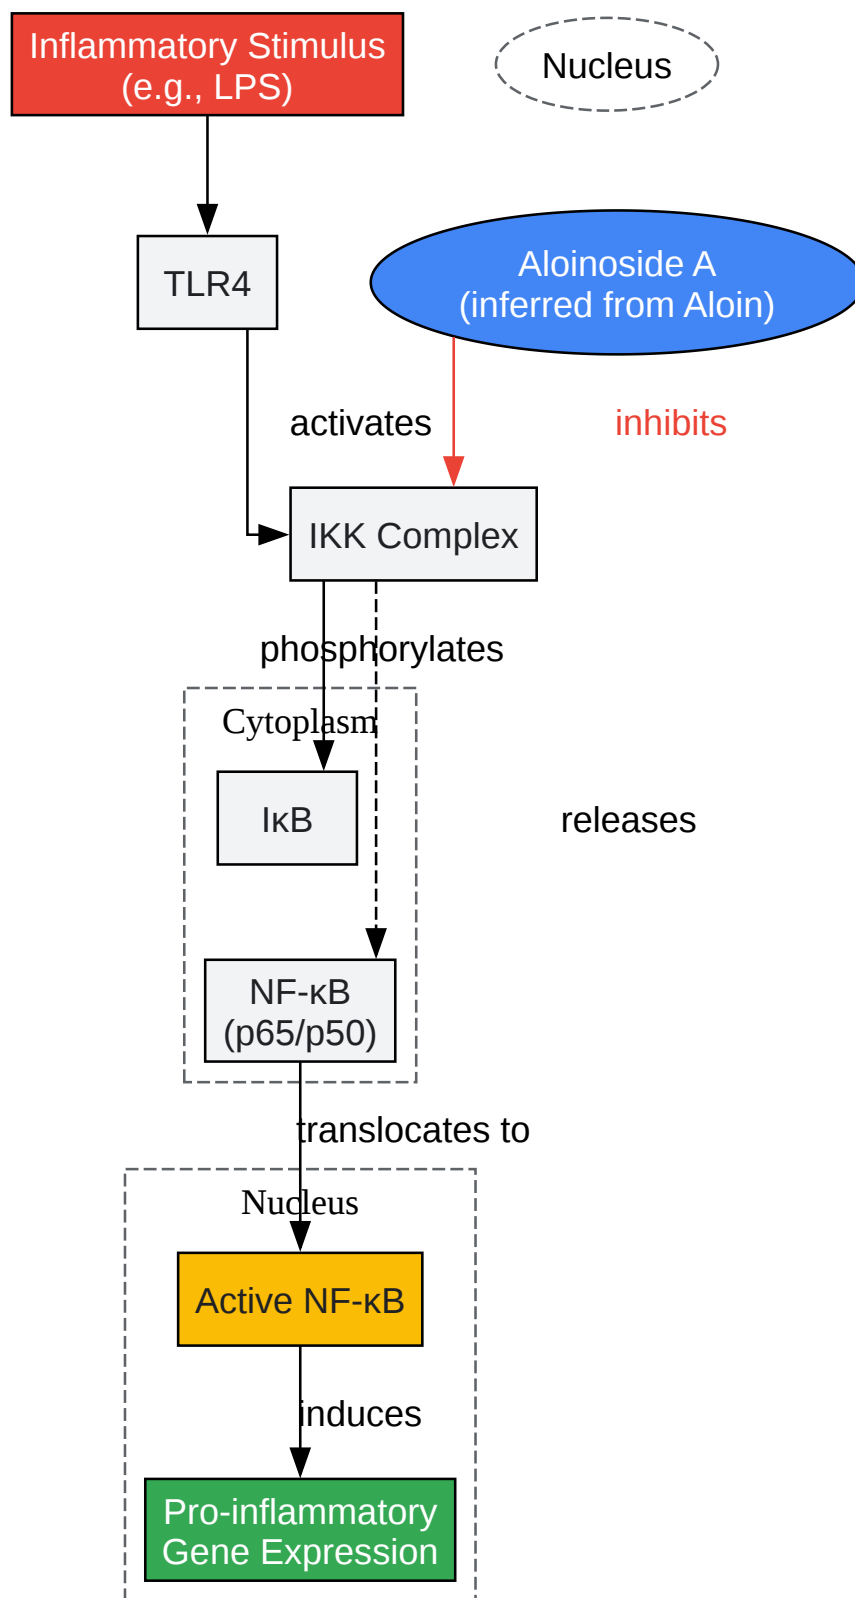 Inflammatory Stimulus
(e.g., LPS)
Nucleus
TLR4
Aloinoside A
(inferred from Aloin)
activates
inhibits
IKK Complex
phosphorylates
Cytoplasm
IκB
releases
NF-κB
(p65/p50)
translocates to
Nucleus
Active NF-κB
induces
Pro-inflammatory
Gene Expression